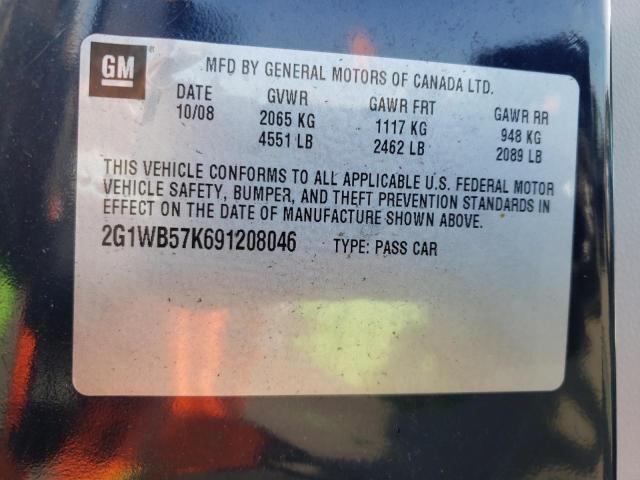 GM
MFD BY GENERAL MOTORS OF CANADA LTD.
DATE GVWR GAWR FRT GAWR RR
10/08 2065 KG 1117 KG 948 KG
4551 LB 2462 LB 2089 LB
THIS VEHICLE CONFORMS TO ALL APPLICABLE U.S. FEDERAL MOTOR
VEHICLE SAFETY, BUMPER, AND THEFT PREVENTION STANDARDS IN
EFFECT ON THE DATE OF MANUFACTURE SHOWN ABOVE.
2G1WB57K691208046 TYPE: PASS CAR